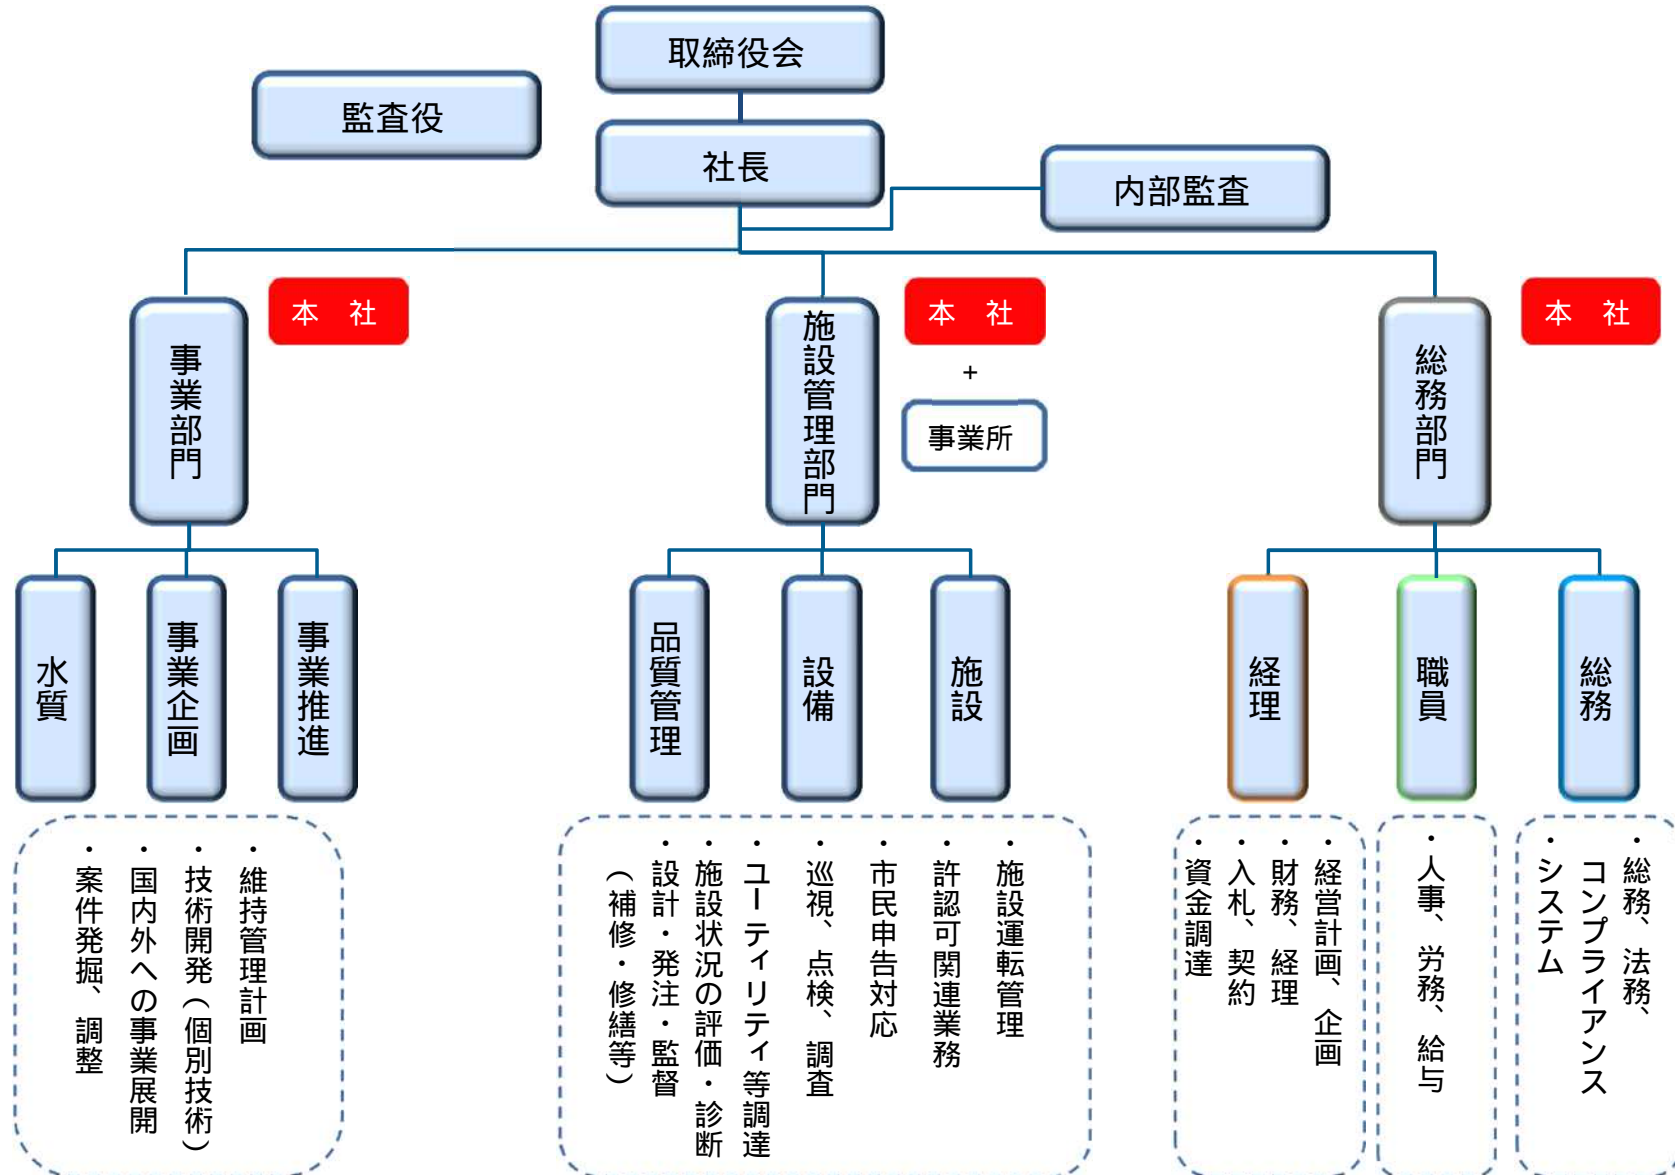 取締役会
監査役
社長
内部監査
事業部門
本　社
施設管理部門
本　社
+
事業所
総務部門
本　社
水質
事業企画
事業推進
品質管理
設備
施設
経理
職員
総務
・維持管理計画
・技術開発（個別技術）
・国内外への事業展開
・案件発掘、調整
・施設運転管理
・許認可関連業務
・市民申告対応
・巡視、点検、調査
・ユーティリティ等調達
・施設状況の評価・診断
・設計・発注・監督
（補修・修繕等）
・経営計画、企画
・財務、経理
・入札、契約
・資金調達
・人事、労務、給与
・総務、法務、
コンプライアンス
・システム